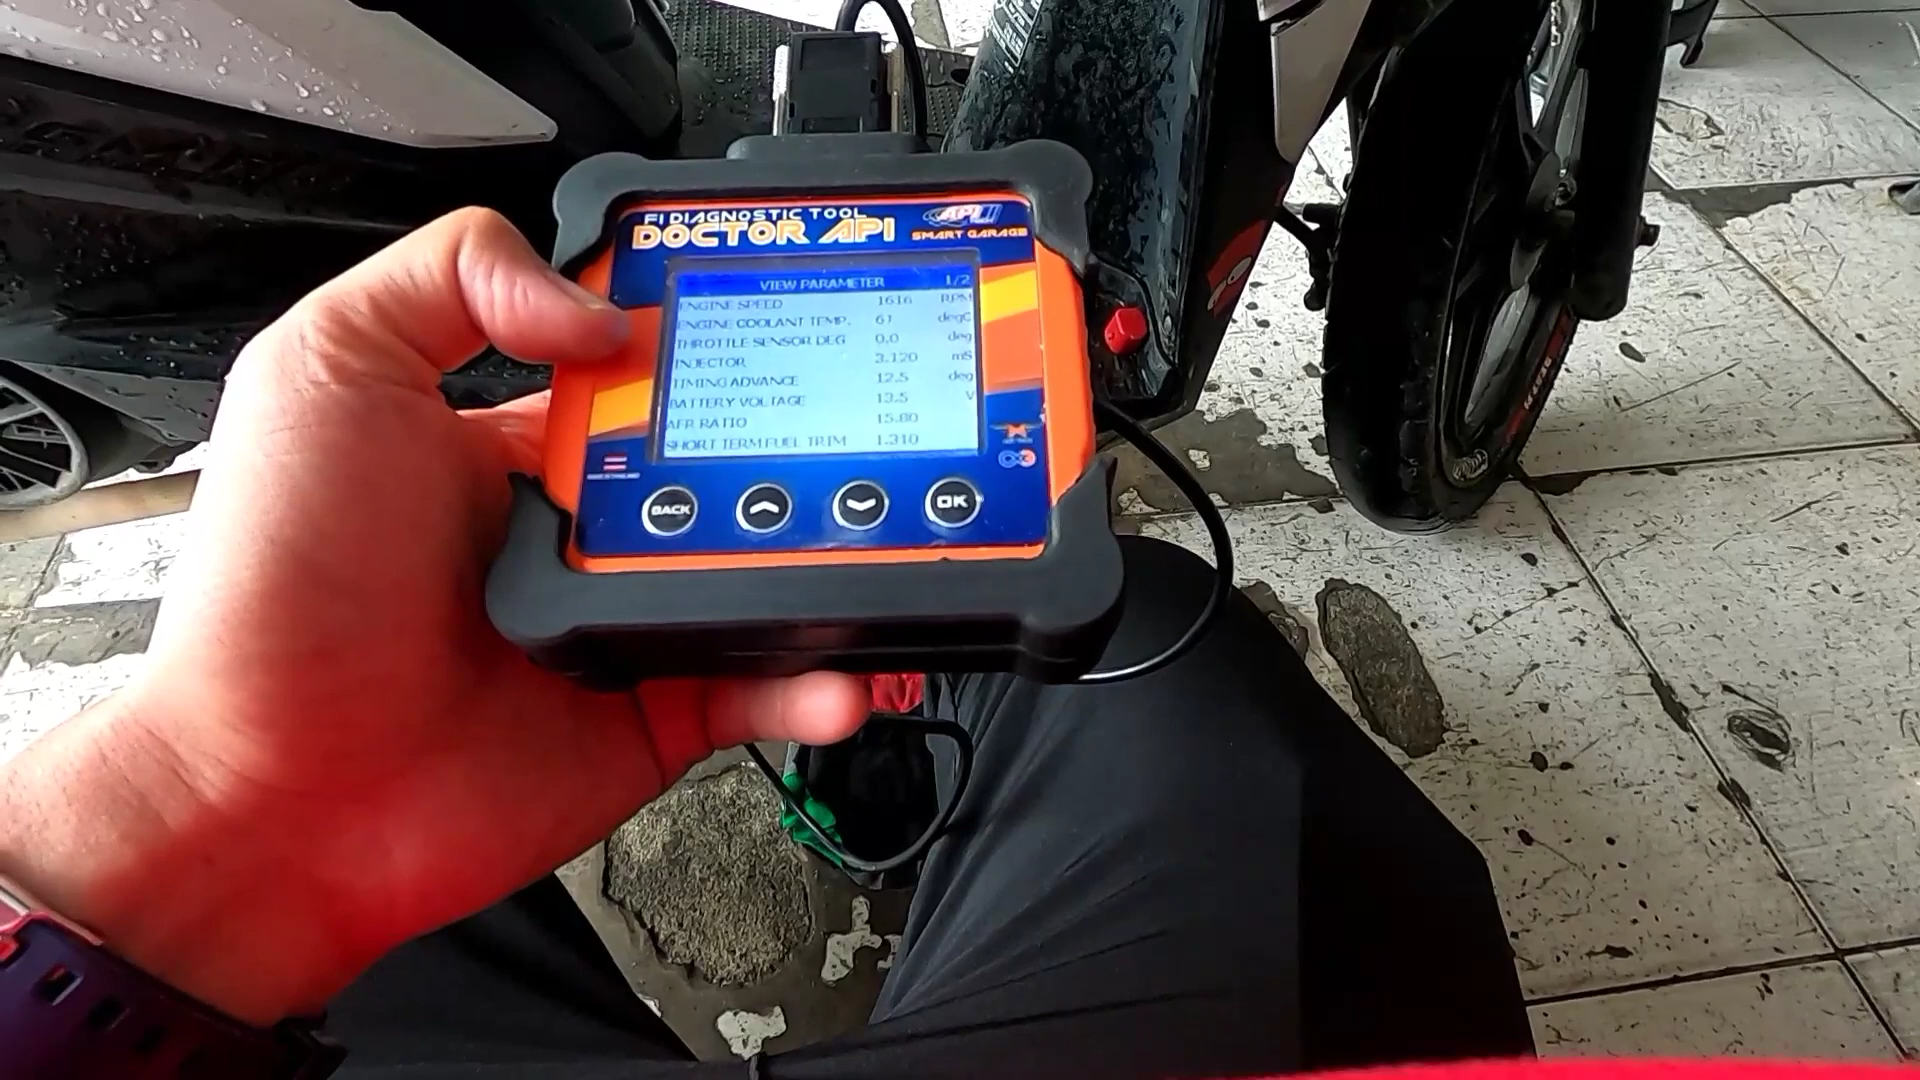 FI DIAGNOSTIC TOOL
DOCTOR API
API
SMART GARAGE
VIEW PARAMETER 1/2
ENGINE SPEED 1616 RPM
ENGINE COOLANT TEMP. 61 degC
THROTTLE SENSOR DEG 0.0 deg
INJECTOR 3.120 mS
TIMING ADVANCE 12.5 deg
BATTERY VOLTAGE 13.5 V
AFR RATIO 15.80
SHORT TERM FUEL TRIM 1.310
BACK
OK